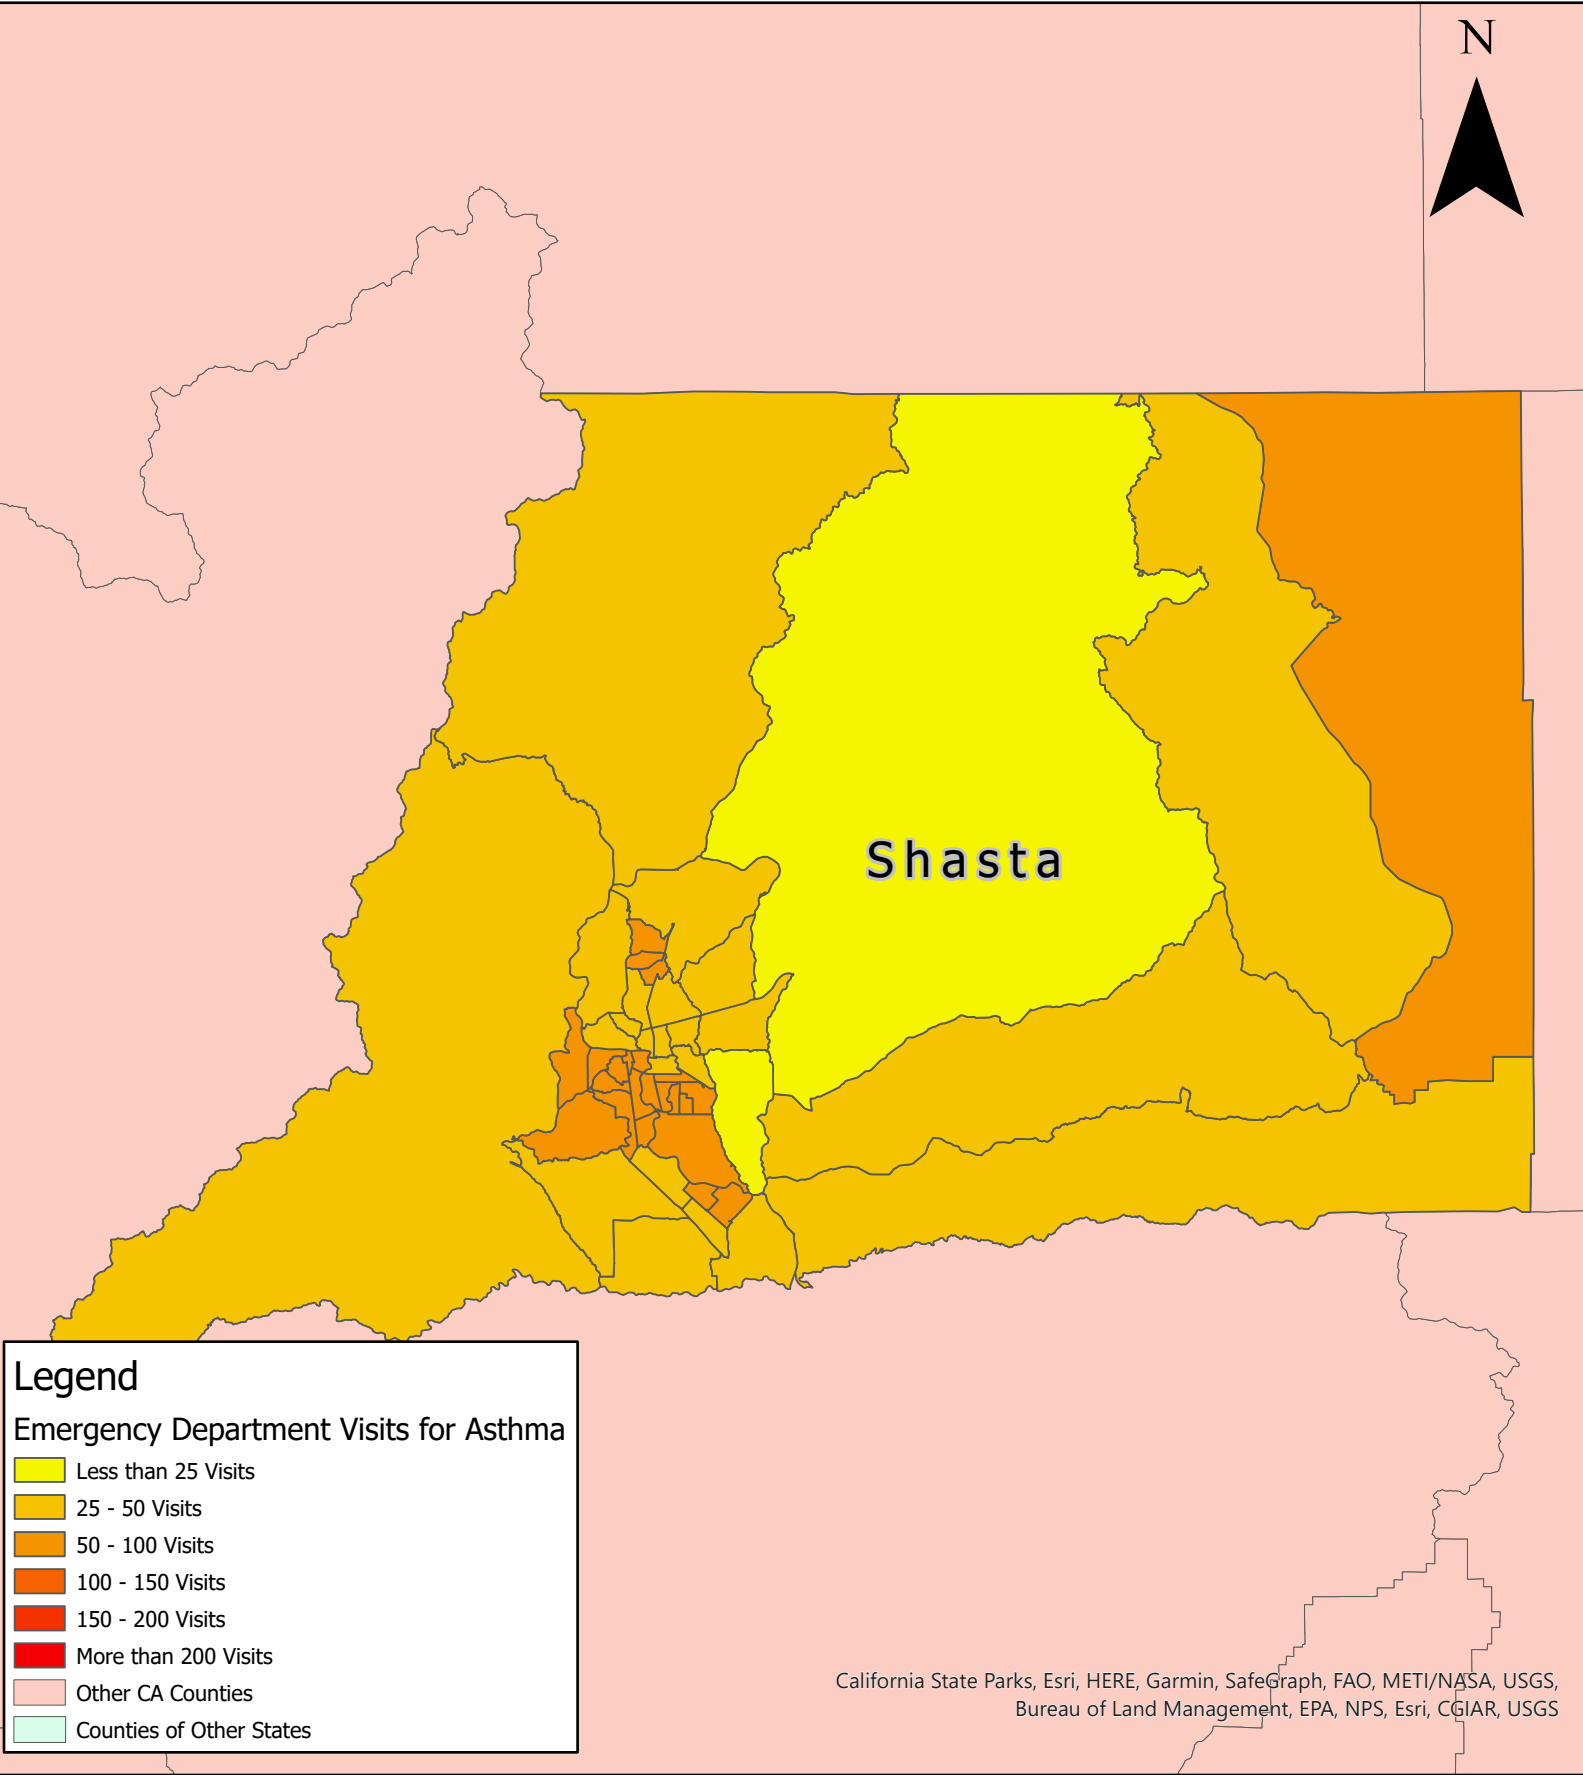 N
Shasta
Legend
Emergency Department Visits for Asthma
Less than 25 Visits
25 - 50 Visits
50 - 100 Visits
100 - 150 Visits
150 - 200 Visits
More than 200 Visits
Other CA Counties
Counties of Other States
California State Parks, Esri, HERE, Garmin, SafeGraph, FAO, METI/NASA, USGS,
Bureau of Land Management, EPA, NPS, Esri, CGIAR, USGS